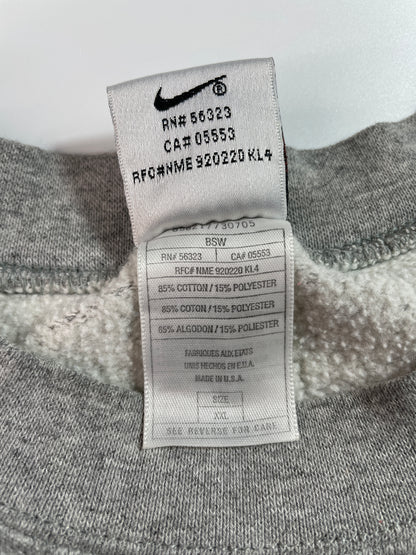 ®
RN# 56323
CA# 05553
RFC#NME 920220 KL4
BSW
RN# 56323 CA# 05553
RFC# NME 920220 KL4
85% COTTON / 15% POLYESTER
85% COTON / 15% POLYESTER
85% ALGODON / 15% POLIESTER
FABRIQUES AUX ETATS
UNIS HECHOS EN E.U.A.
MADE IN U.S.A.
SIZE
XXL
SEE REVERSE FOR CARE